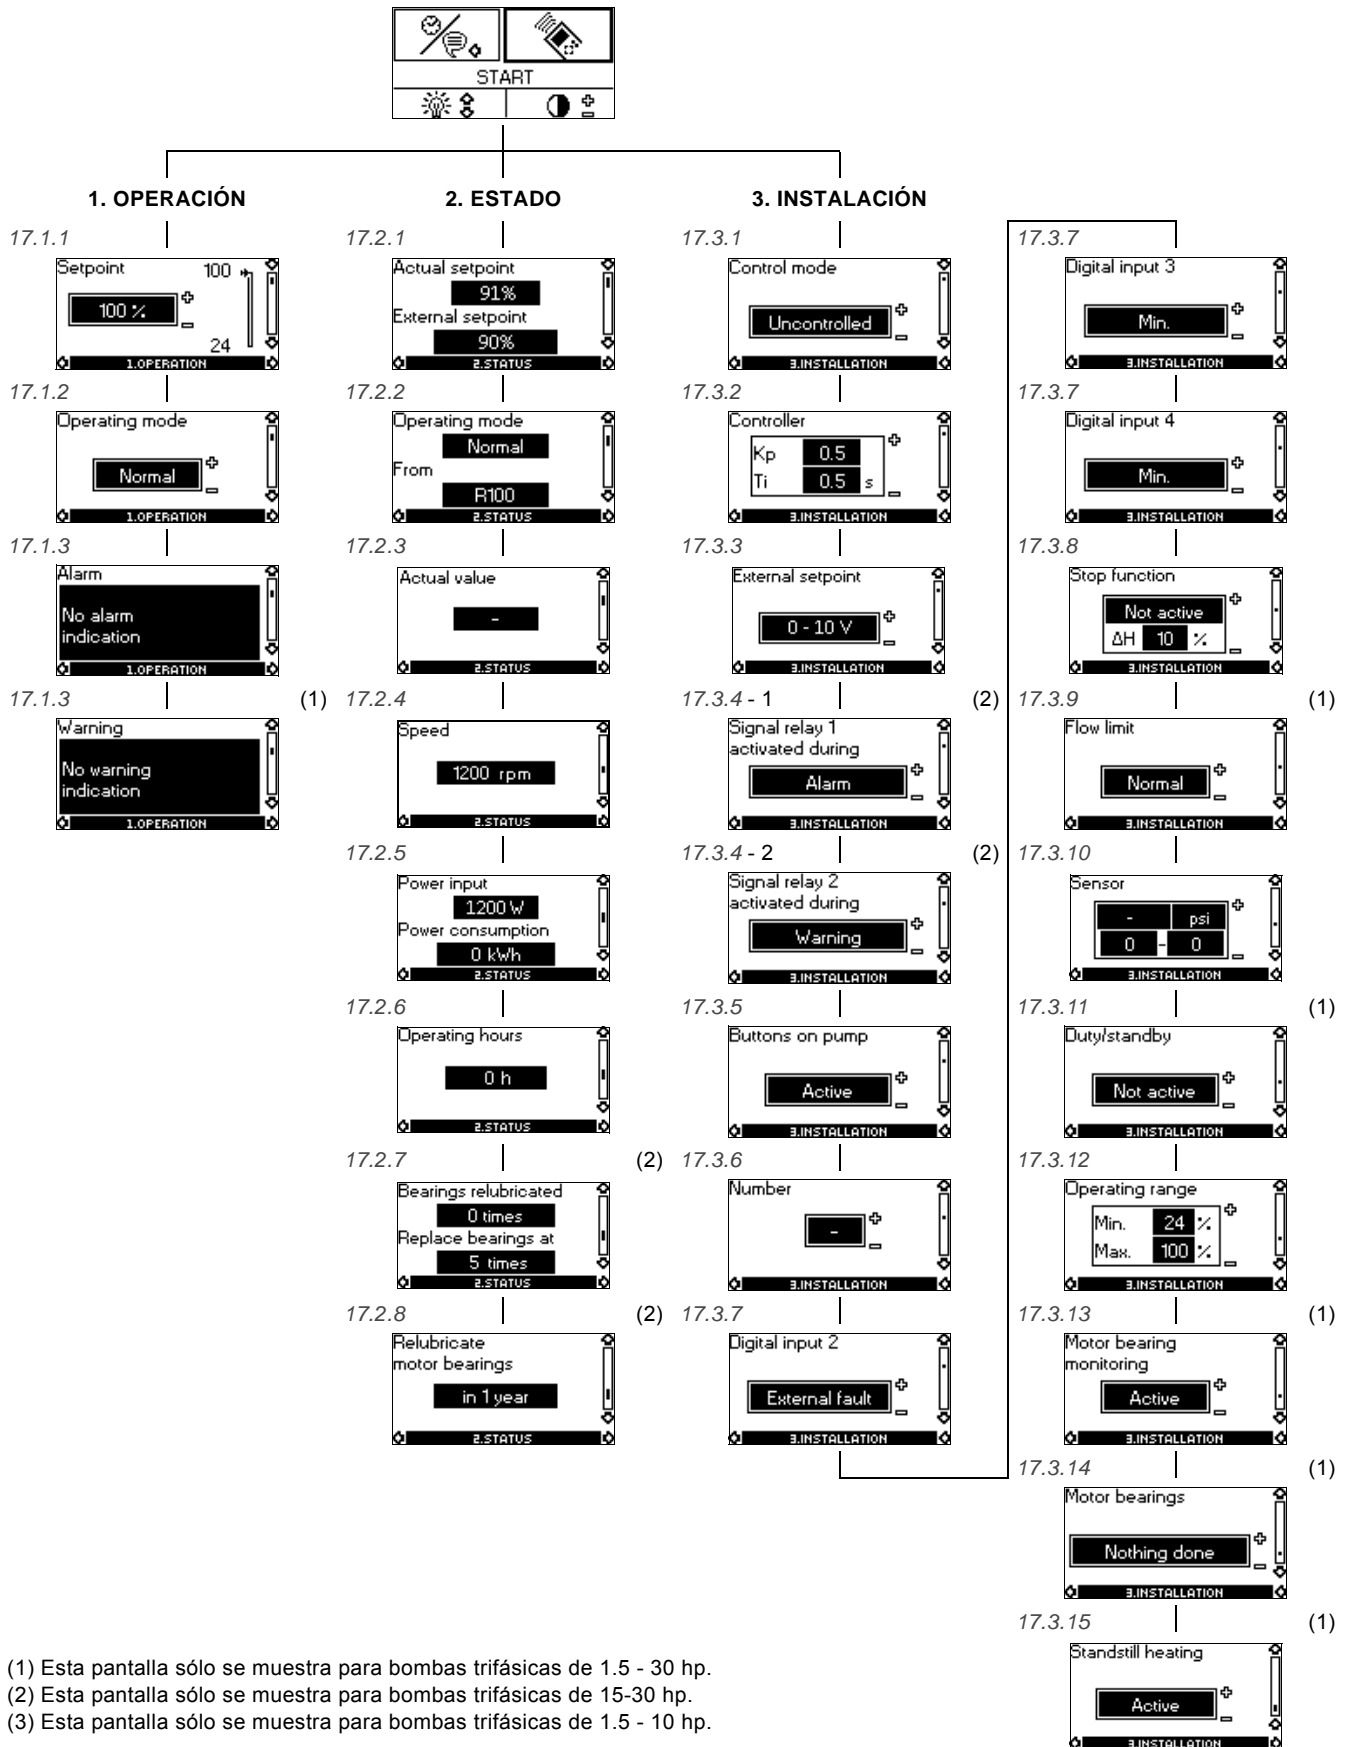 START
1. OPERACIÓN
2. ESTADO
3. INSTALACIÓN
17.1.1
Setpoint
100
100 %
24
1.OPERATION
17.1.2
Operating mode
Normal
1.OPERATION
17.1.3
Alarm
No alarm
indication
1.OPERATION
17.1.3
(1)
Warning
No warning
indication
1.OPERATION
17.2.1
Actual setpoint
91%
External setpoint
90%
2.STATUS
17.2.2
Operating mode
Normal
From
R100
2.STATUS
17.2.3
Actual value
-
2.STATUS
17.2.4
Speed
1200 rpm
2.STATUS
17.2.5
Power input
1200 W
Power consumption
0 kWh
2.STATUS
17.2.6
Operating hours
0 h
2.STATUS
17.2.7
(2)
Bearings relubricated
0 times
Replace bearings at
5 times
2.STATUS
17.2.8
(2)
Relubricate
motor bearings
in 1 year
2.STATUS
17.3.1
Control mode
Uncontrolled
3.INSTALLATION
17.3.2
Controller
Kp 0.5
Ti 0.5 s
3.INSTALLATION
17.3.3
External setpoint
0 - 10 V
3.INSTALLATION
17.3.4 - 1
(2)
Signal relay 1
activated during
Alarm
3.INSTALLATION
17.3.4 - 2
(2)
Signal relay 2
activated during
Warning
3.INSTALLATION
17.3.5
Buttons on pump
Active
3.INSTALLATION
17.3.6
Number
-
3.INSTALLATION
17.3.7
Digital input 2
External fault
3.INSTALLATION
17.3.7
Digital input 3
Min.
3.INSTALLATION
17.3.7
Digital input 4
Min.
3.INSTALLATION
17.3.8
Stop function
Not active
ΔH 10 %
3.INSTALLATION
17.3.9
(1)
Flow limit
Normal
3.INSTALLATION
17.3.10
Sensor
- psi
0 - 0
3.INSTALLATION
17.3.11
(1)
Duty/standby
Not active
3.INSTALLATION
17.3.12
Operating range
Min. 24 %
Max. 100 %
3.INSTALLATION
17.3.13
(1)
Motor bearing
monitoring
Active
3.INSTALLATION
17.3.14
(1)
Motor bearings
Nothing done
3.INSTALLATION
17.3.15
(1)
Standstill heating
Active
3.INSTALLATION
(1) Esta pantalla sólo se muestra para bombas trifásicas de 1.5 - 30 hp.
(2) Esta pantalla sólo se muestra para bombas trifásicas de 15-30 hp.
(3) Esta pantalla sólo se muestra para bombas trifásicas de 1.5 - 10 hp.